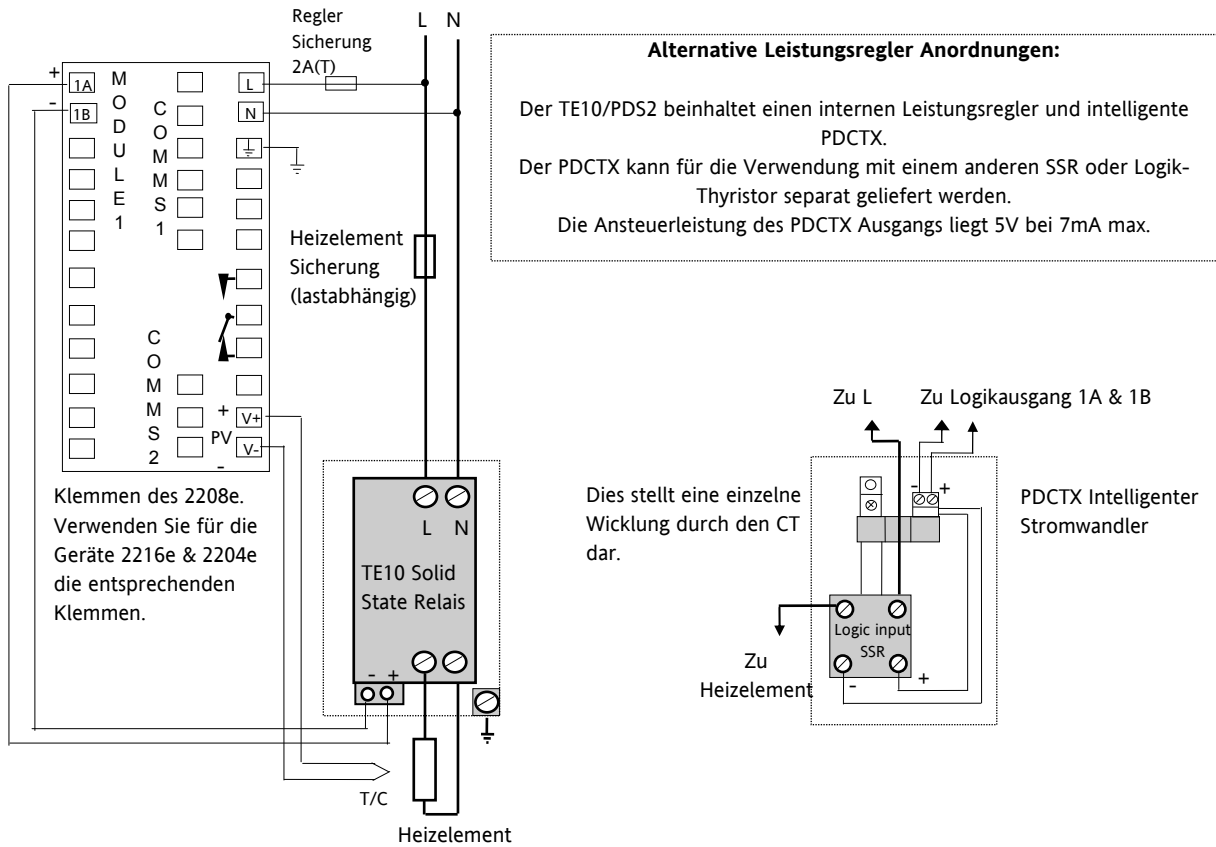 Regler
Sicherung
2A(T)
L N
Alternative Leistungsregler Anordnungen:
Der TE10/PDS2 beinhaltet einen internen Leistungsregler und intelligente
PDCTX.
Der PDCTX kann für die Verwendung mit einem anderen SSR oder Logik-
Thyristor separat geliefert werden.
Die Ansteuerleistung des PDCTX Ausgangs liegt 5V bei 7mA max.
+ 1A
- 1B
MODULE1
COMMS1
L
N
Heizelement
Sicherung
(lastabhängig)
COMMS2
+
PV
-
V+
V-
Klemmen des 2208e.
Verwenden Sie für die
Geräte 2216e & 2204e
die entsprechenden
Klemmen.
L N
TE10 Solid
State Relais
- +
T/C
Heizelement
Zu L
Zu Logikausgang 1A & 1B
Dies stellt eine einzelne
Wicklung durch den CT
dar.
- +
PDCTX Intelligenter
Stromwandler
Logic input
SSR
- +
Zu
Heizelement